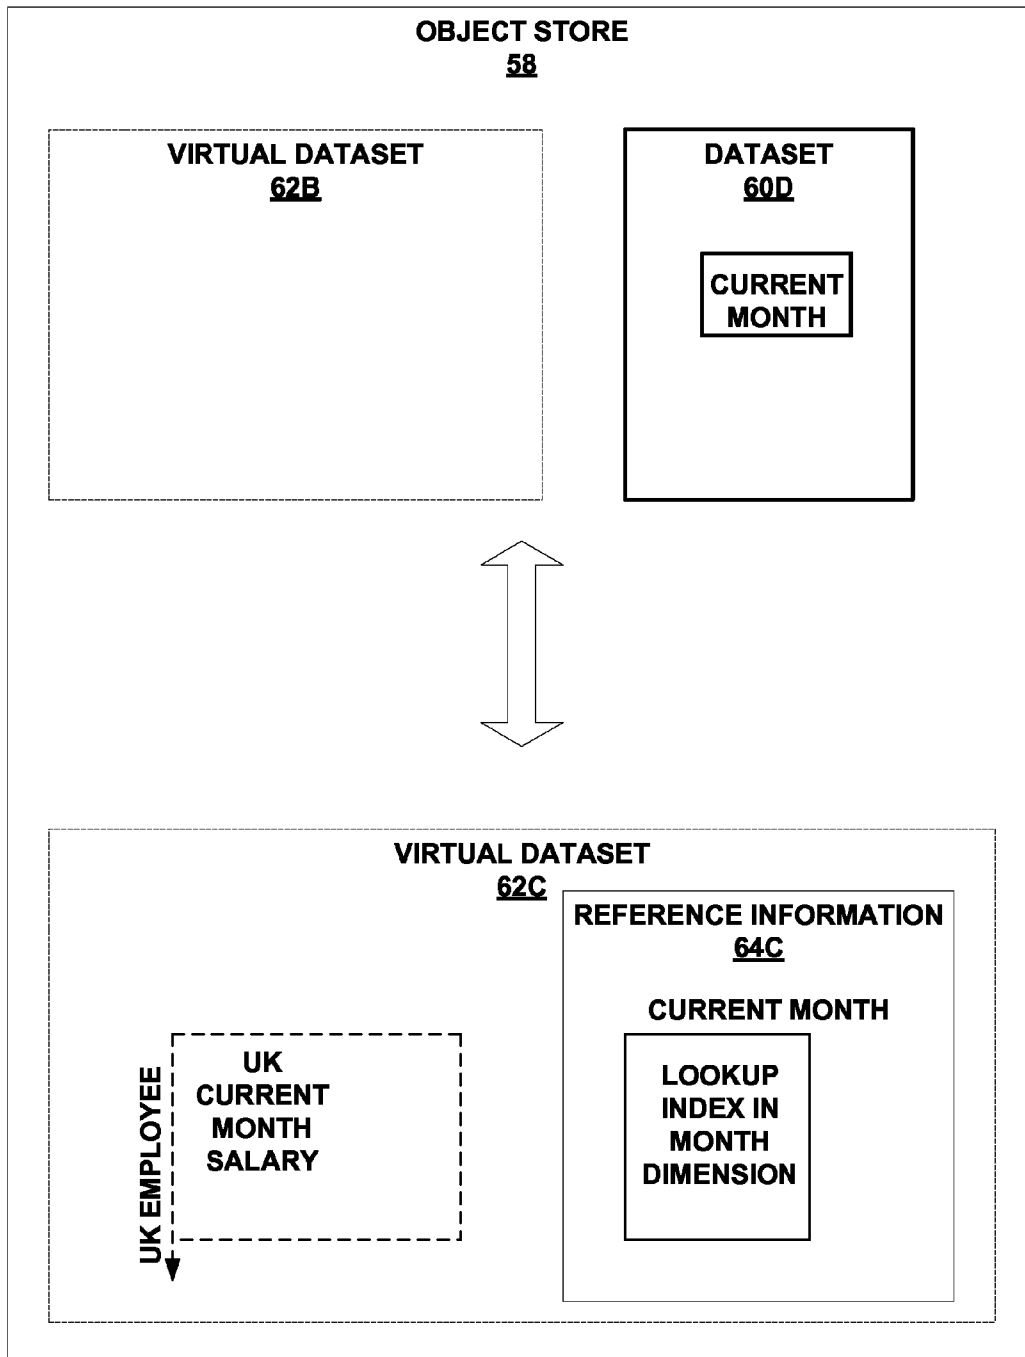 OBJECT STORE
58
VIRTUAL DATASET
62B
DATASET
60D
CURRENT
MONTH
VIRTUAL DATASET
62C
REFERENCE INFORMATION
64C
CURRENT MONTH
UK EMPLOYEE
UK
CURRENT
MONTH
SALARY
LOOKUP
INDEX IN
MONTH
DIMENSION